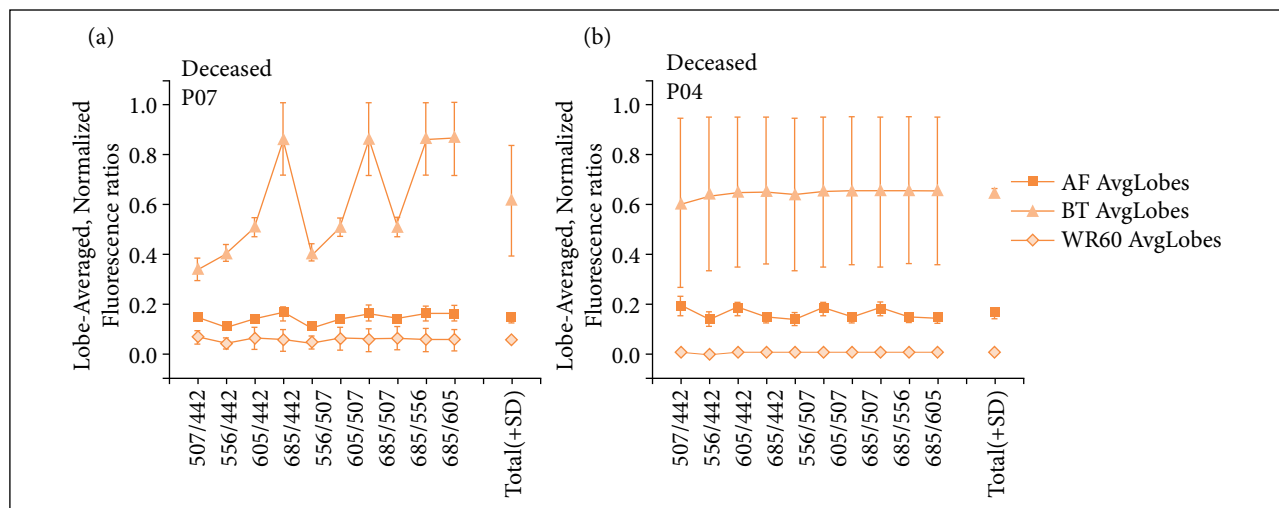 (a)
Deceased
P07
Lobe-Averaged, Normalized
Fluorescence ratios
1.0
0.8
0.6
0.4
0.2
0.0
507/442
556/442
605/442
685/442
556/507
605/507
685/507
685/556
685/605
Total(+SD)
(b)
Deceased
P04
Lobe-Averaged, Normalized
Fluorescence ratios
1.0
0.8
0.6
0.4
0.2
0.0
507/442
556/442
605/442
685/442
556/507
605/507
685/507
685/556
685/605
Total(+SD)
AF AvgLobes
BT AvgLobes
WR60 AvgLobes